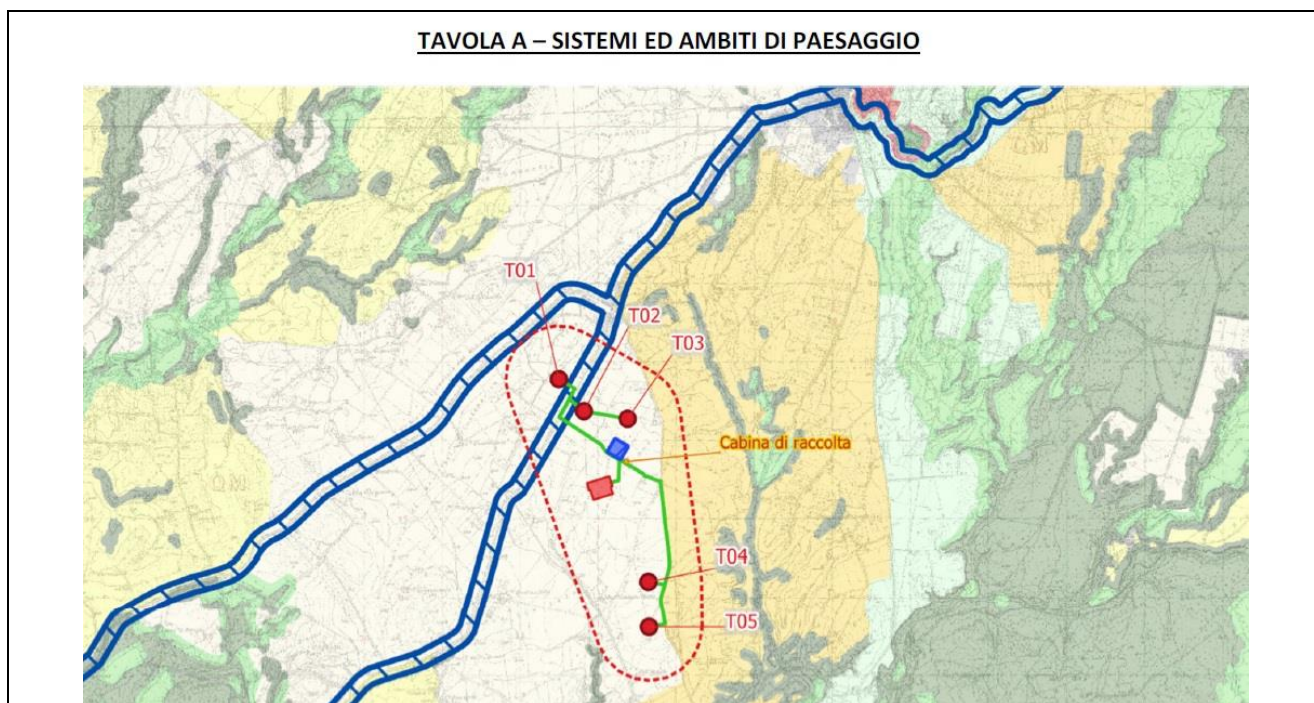 TAVOLA A – SISTEMI ED AMBITI DI PAESAGGIO
T01
T02
T03
Cabina di raccolta
T04
T05